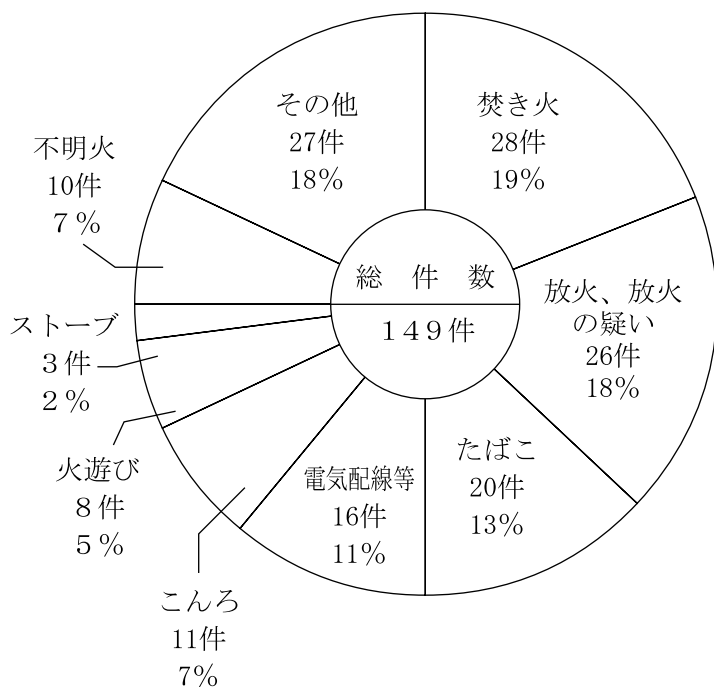 総件数
149件
焚き火
28件
19%
放火、放火
の疑い
26件
18%
たばこ
20件
13%
電気配線等
16件
11%
こんろ
11件
7%
火遊び
8件
5%
ストーブ
3件
2%
不明火
10件
7%
その他
27件
18%